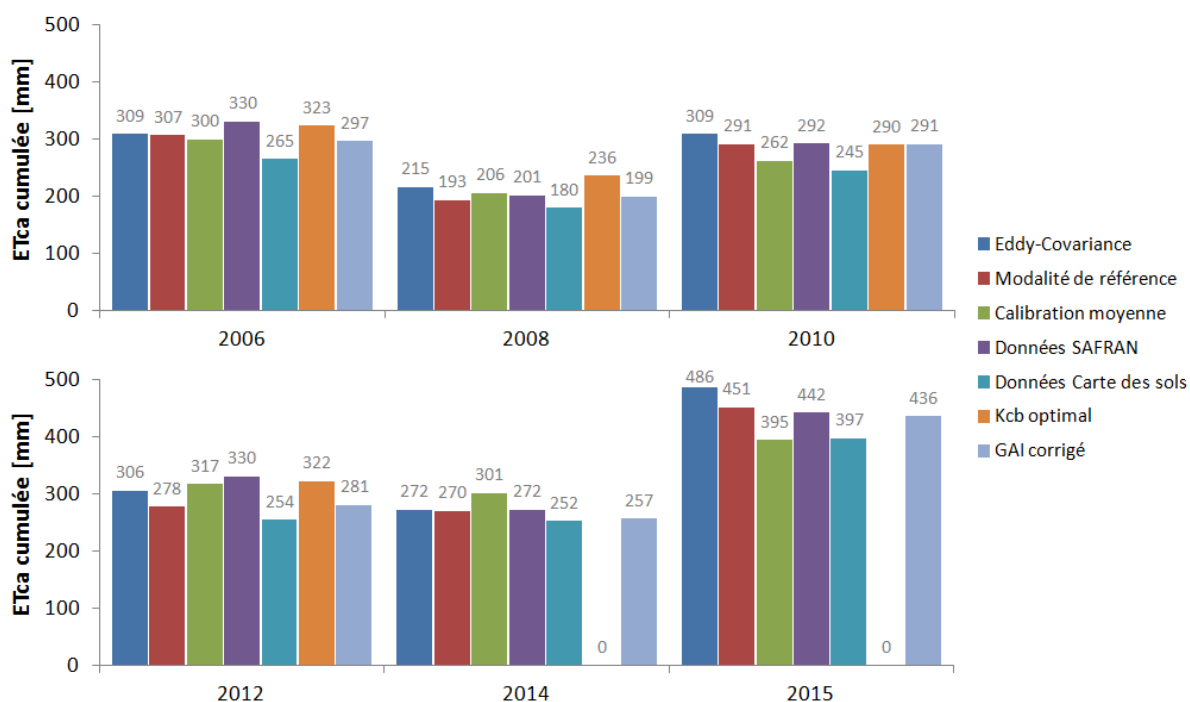 500
400
300
200
100
0
ETca cumulée [mm]
309 307 300 330 265 323 297
215 193 206 201 180 236 199
309 291 262 292 245 290 291
2006 2008 2010
Eddy-Covariance
Modalité de référence
Calibration moyenne
Données SAFRAN
Données Carte des sols
Kcb optimal
GAI corrigé
500
400
300
200
100
0
ETca cumulée [mm]
306 278 317 330 254 322 281
272 270 301 272 252 0 257
486 451 395 442 397 0 436
2012 2014 2015